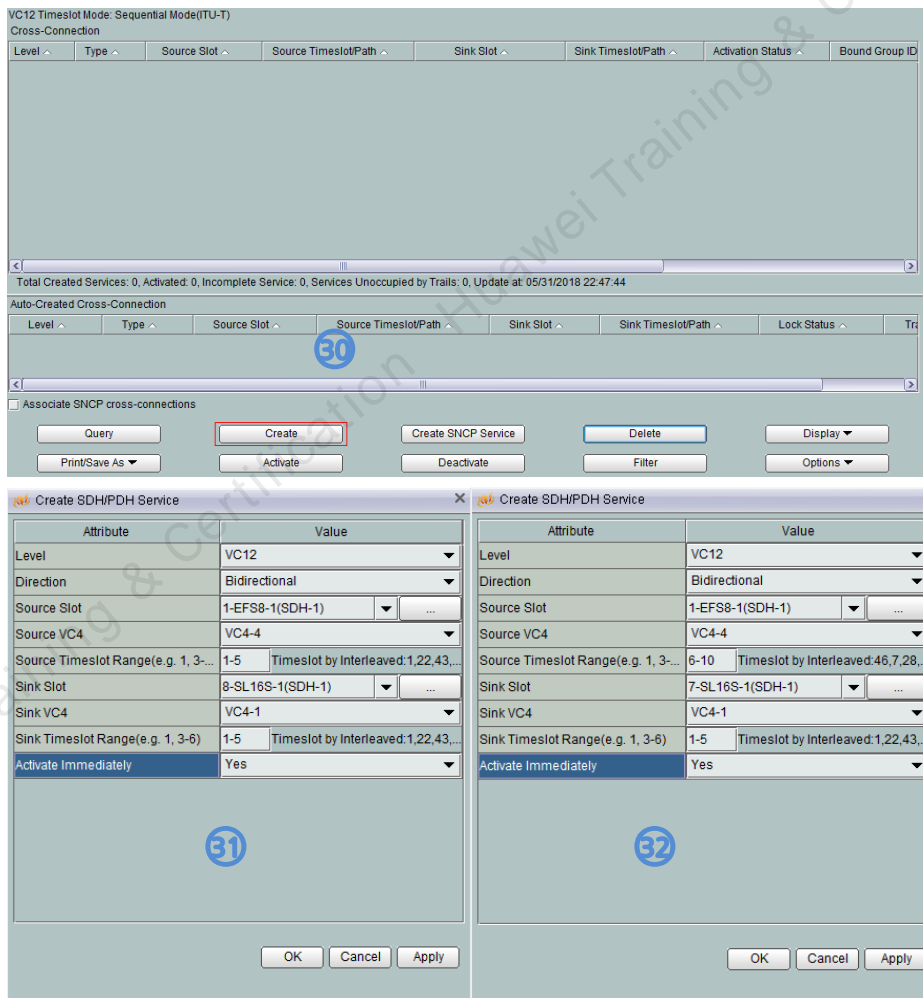 VC12 Timeslot Mode: Sequential Mode(ITU-T)
Cross-Connection
Level Type Source Slot Source Timeslot/Path Sink Slot Sink Timeslot/Path Activation Status Bound Group ID
Total Created Services: 0, Activated: 0, Incomplete Service: 0, Services Unoccupied by Trails: 0, Update at: 05/31/2018 22:47:44
Auto-Created Cross-Connection
Level Type Source Slot Source Timeslot/Path Sink Slot Sink Timeslot/Path Lock Status Tra
30
Associate SNCP cross-connections
Query Create Create SNCP Service Delete Display
Print/Save As Activate Deactivate Filter Options
Create SDH/PDH Service
Attribute Value
Level VC12
Direction Bidirectional
Source Slot 1-EFS8-1(SDH-1) ...
Source VC4 VC4-4
Source Timeslot Range(e.g. 1, 3-... 1-5 Timeslot by Interleaved:1,22,43,...
Sink Slot 8-SL16S-1(SDH-1) ...
Sink VC4 VC4-1
Sink Timeslot Range(e.g. 1, 3-6) 1-5 Timeslot by Interleaved:1,22,43,...
Activate Immediately Yes
31
OK Cancel Apply
Create SDH/PDH Service
Attribute Value
Level VC12
Direction Bidirectional
Source Slot 1-EFS8-1(SDH-1) ...
Source VC4 VC4-4
Source Timeslot Range(e.g. 1, 3-... 6-10 Timeslot by Interleaved:46,7,28,..
Sink Slot 7-SL16S-1(SDH-1) ...
Sink VC4 VC4-1
Sink Timeslot Range(e.g. 1, 3-6) 1-5 Timeslot by Interleaved:1,22,43,..
Activate Immediately Yes
32
OK Cancel Apply
Training & Certification Huawei Training & C